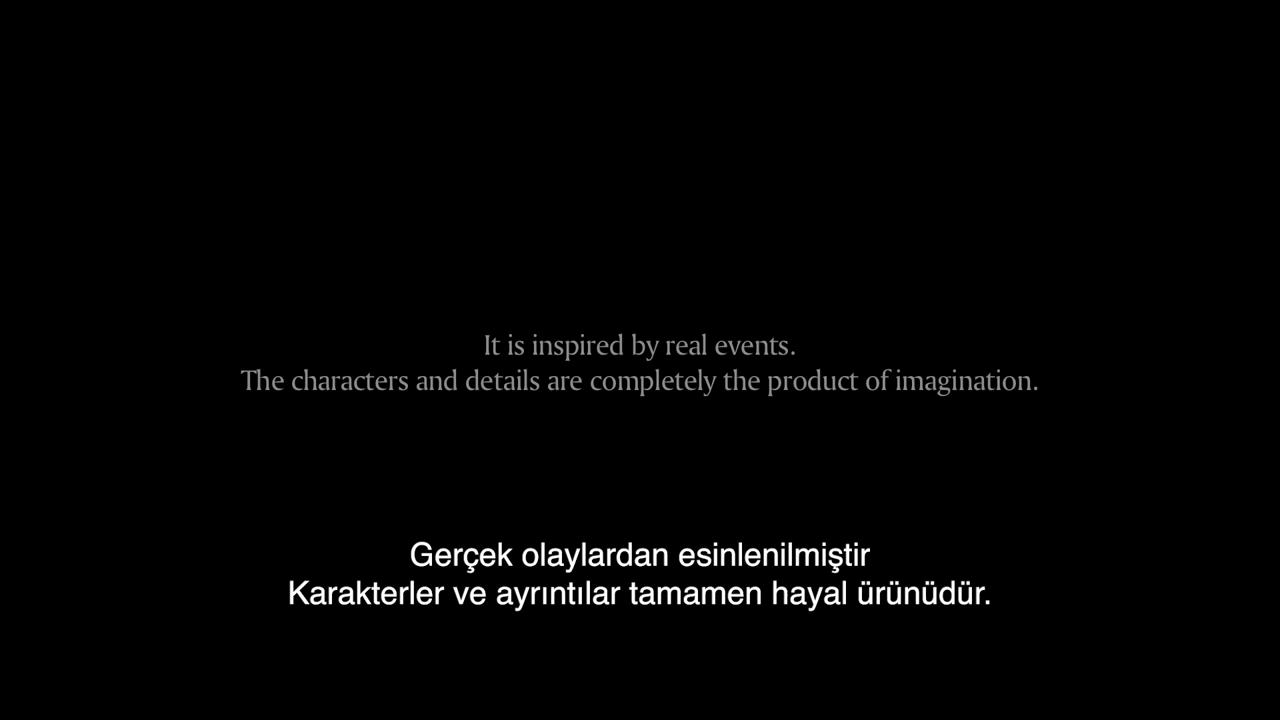 It is inspired by real events.
The characters and details are completely the product of imagination.
Gerçek olaylardan esinlenilmiştir
Karakterler ve ayrıntılar tamamen hayal ürünüdür.